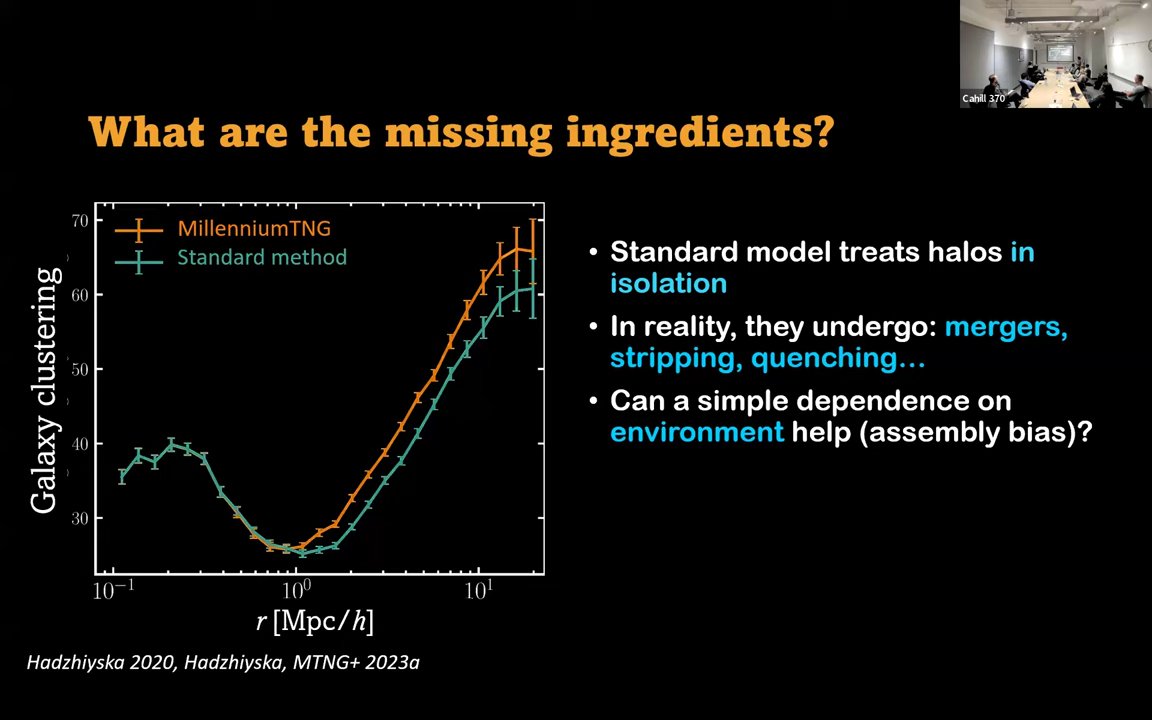 Cahill 370
What are the missing ingredients?
MillenniumTNG
Standard method
Galaxy clustering
70
60
50
40
30
10⁻¹
10⁰
10¹
r [Mpc/h]
• Standard model treats halos in
isolation
• In reality, they undergo: mergers,
stripping, quenching…
• Can a simple dependence on
environment help (assembly bias)?
Hadzhiyska 2020, Hadzhiyska, MTNG+ 2023a